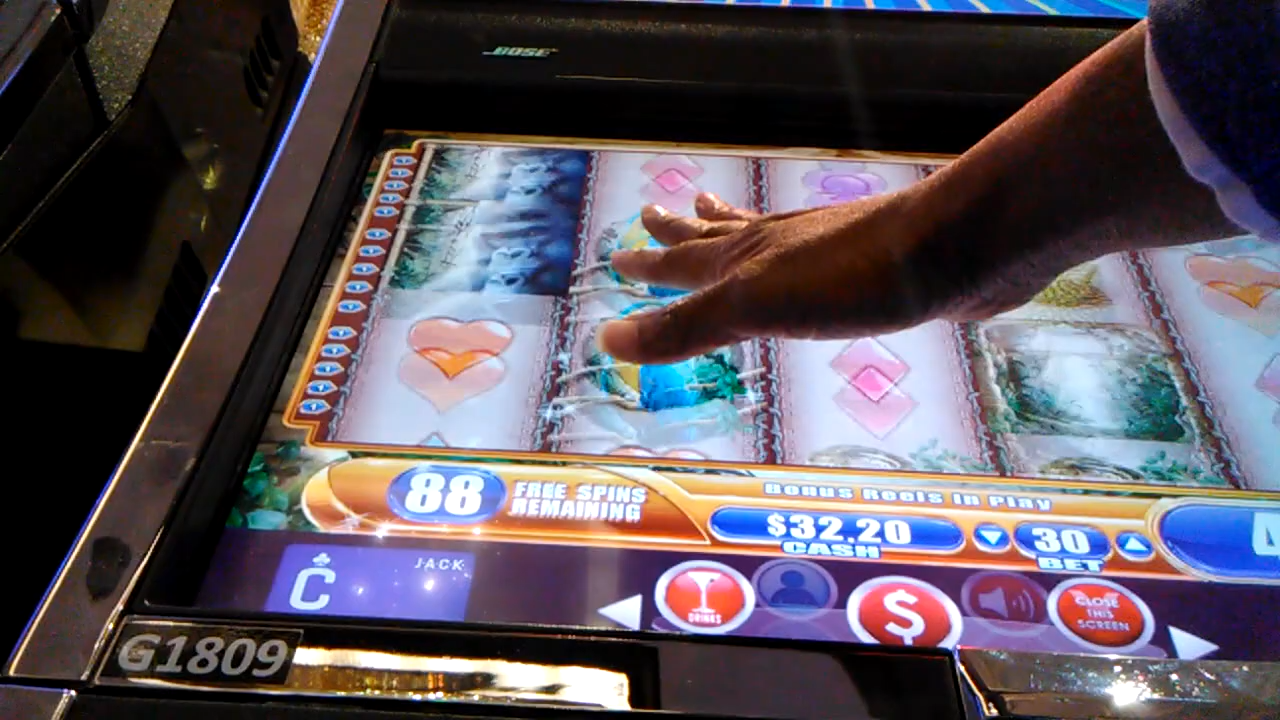 BOSE
88
FREE SPINS
REMAINING
Bonus Reels In Play
$32.20
CASH
30
BET
C
JACK
DRINKS
$
CLOSE
THIS
SCREEN
G1809